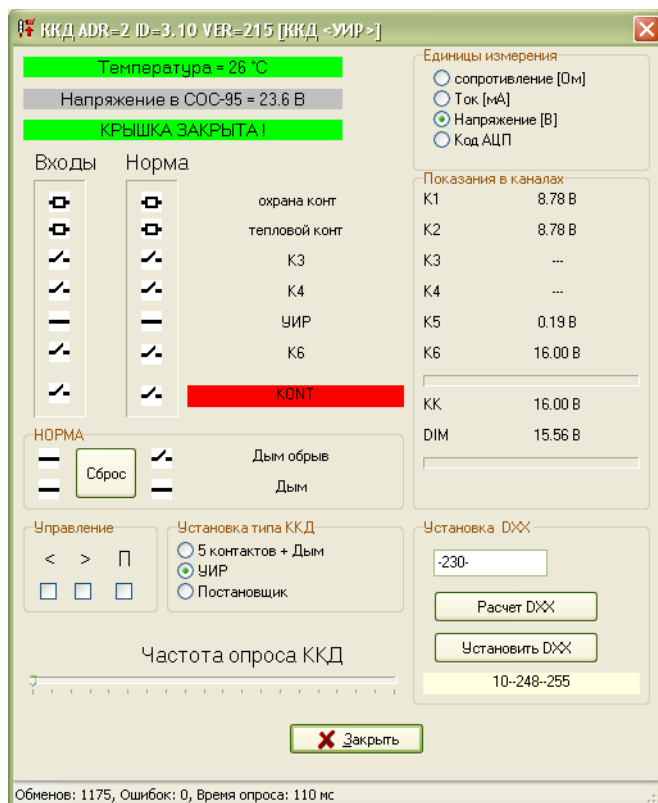 ККД ADR=2 ID=3.10 VER=215 [ККД <УИР>]
Температура = 26 °C
Напряжение в СОС-95 = 23.6 В
КРЫШКА ЗАКРЫТА !
Входы Норма
охрана конт
тепловой конт
К3
К4
УИР
К6
KONT
НОРМА
Сброс
Дым обрыв
Дым
Управление
< > П
Установка типа ККД
5 контактов + Дым
УИР
Постановщик
Частота опроса ККД
Единицы измерения
сопротивление [Ом]
Ток [мА]
Напряжение [В]
Код АЦП
Показания в каналах
К1 8.78 В
К2 8.78 В
К3 ---
К4 ---
К5 0.19 В
К6 16.00 В
КК 16.00 В
DIM 15.56 В
Установка DXX
-230-
Расчет DXX
Установить DXX
10--248--255
Закрыть
Обменов: 1175, Ошибок: 0, Время опроса: 110 мс